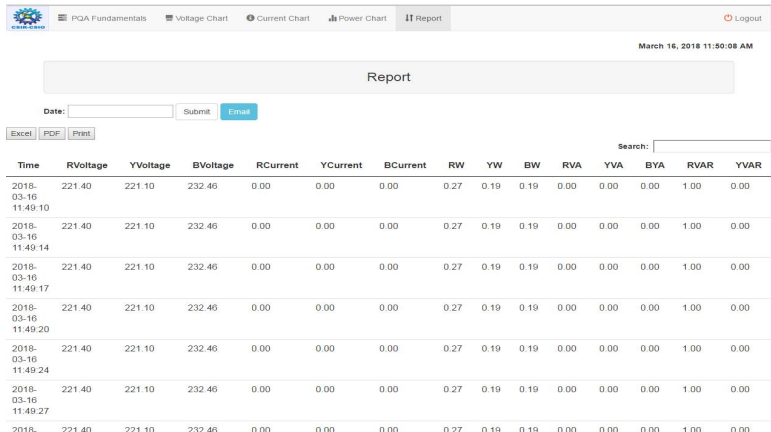 CSIR-CSIO
PQA Fundamentals Voltage Chart Current Chart Power Chart Report Logout
March 16, 2018 11:50:08 AM
Report
Date: Submit Email
Excel PDF Print
Search:
Time RVoltage YVoltage BVoltage RCurrent YCurrent BCurrent RW YW BW RVA YVA BYA RVAR YVAR
2018-
03-16
11:49:10 221.40 221.10 232.46 0.00 0.00 0.00 0.27 0.19 0.19 0.00 0.00 0.00 1.00 0.00
2018-
03-16
11:49:14 221.40 221.10 232.46 0.00 0.00 0.00 0.27 0.19 0.19 0.00 0.00 0.00 1.00 0.00
2018-
03-16
11:49:17 221.40 221.10 232.46 0.00 0.00 0.00 0.27 0.19 0.19 0.00 0.00 0.00 1.00 0.00
2018-
03-16
11:49:20 221.40 221.10 232.46 0.00 0.00 0.00 0.27 0.19 0.19 0.00 0.00 0.00 1.00 0.00
2018-
03-16
11:49:24 221.40 221.10 232.46 0.00 0.00 0.00 0.27 0.19 0.19 0.00 0.00 0.00 1.00 0.00
2018-
03-16
11:49:27 221.40 221.10 232.46 0.00 0.00 0.00 0.27 0.19 0.19 0.00 0.00 0.00 1.00 0.00
2018- 221.40 221.10 232.46 0.00 0.00 0.00 0.27 0.19 0.19 0.00 0.00 0.00 1.00 0.00